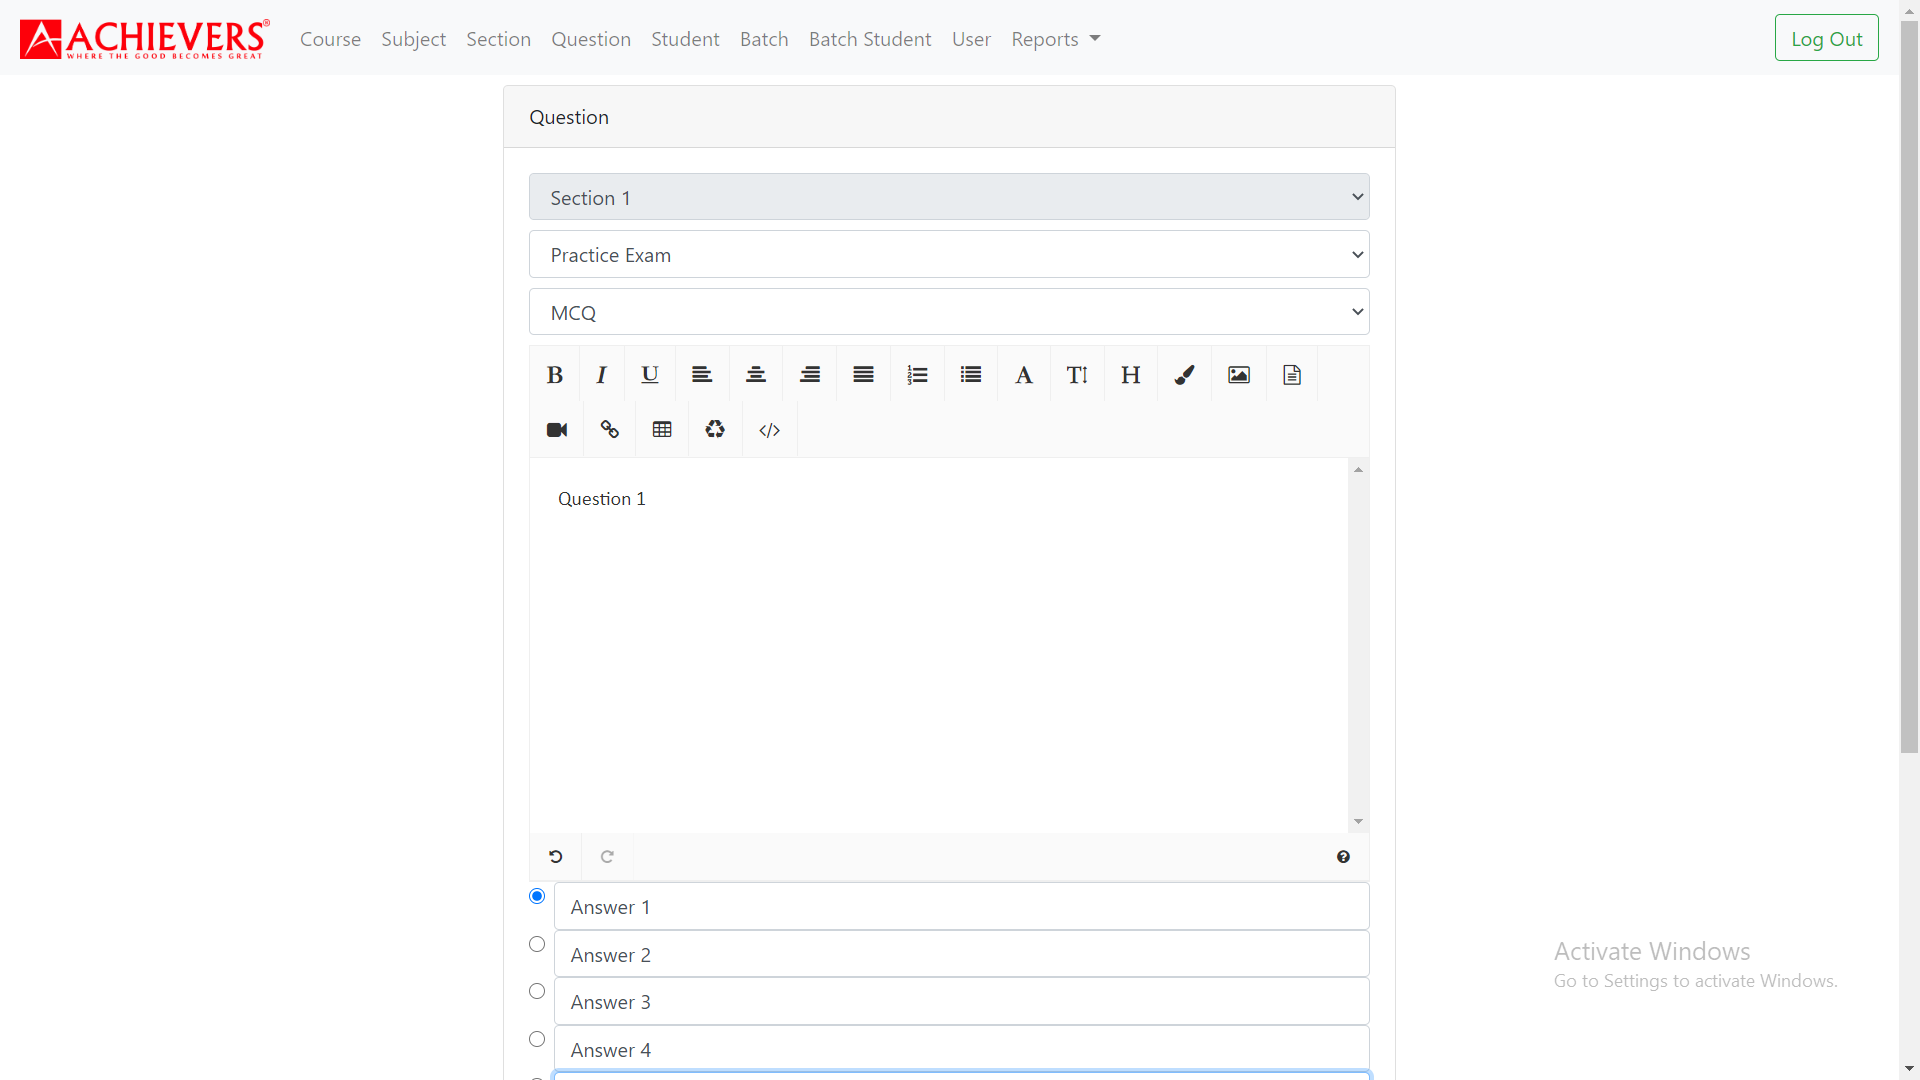 ACHIEVERS®
WHERE THE GOOD BECOMES GREAT
Course Subject Section Question Student Batch Batch Student User Reports
Log Out
Question
Section 1
Practice Exam
MCQ
Question 1
Answer 1
Answer 2
Answer 3
Answer 4
Activate Windows
Go to Settings to activate Windows.